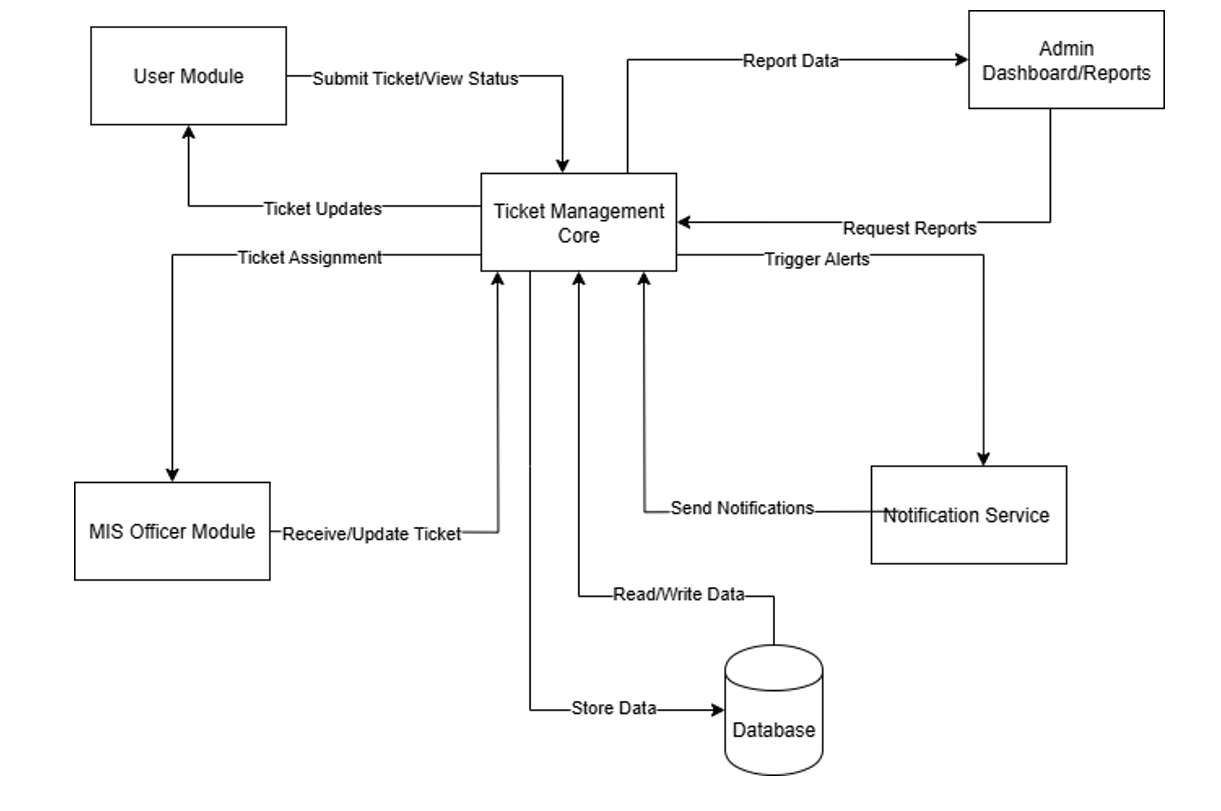 Admin
Dashboard/Reports
User Module
Submit Ticket/View Status
Report Data
Ticket Updates
Ticket Management
Core
Request Reports
Ticket Assignment
Trigger Alerts
MIS Officer Module
Receive/Update Ticket
Send Notifications
Notification Service
Read/Write Data
Store Data
Database